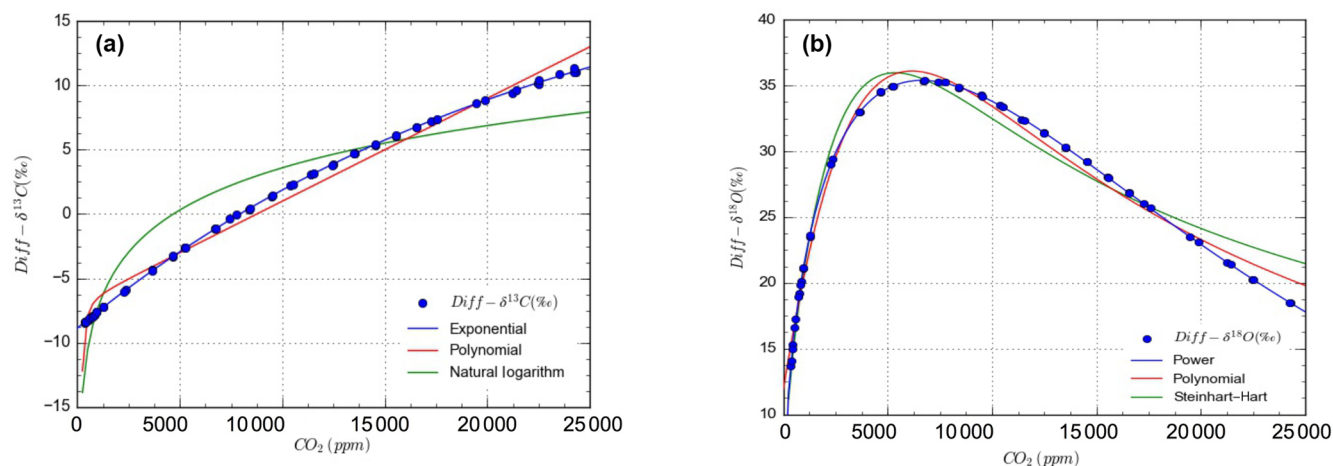 (a)
15
10
5
0
−5
−10
−15
Diff − δ¹³C(‰)
Diff − δ¹³C(‰)
Exponential
Polynomial
Natural logarithm
0 5000 10 000 15 000 20 000 25 000
CO₂ (ppm)
(b)
40
35
30
25
20
15
10
Diff − δ¹⁸O(‰)
Diff − δ¹⁸O(‰)
Power
Polynomial
Steinhart−Hart
0 5000 10 000 15 000 20 000 25 000
CO₂ (ppm)